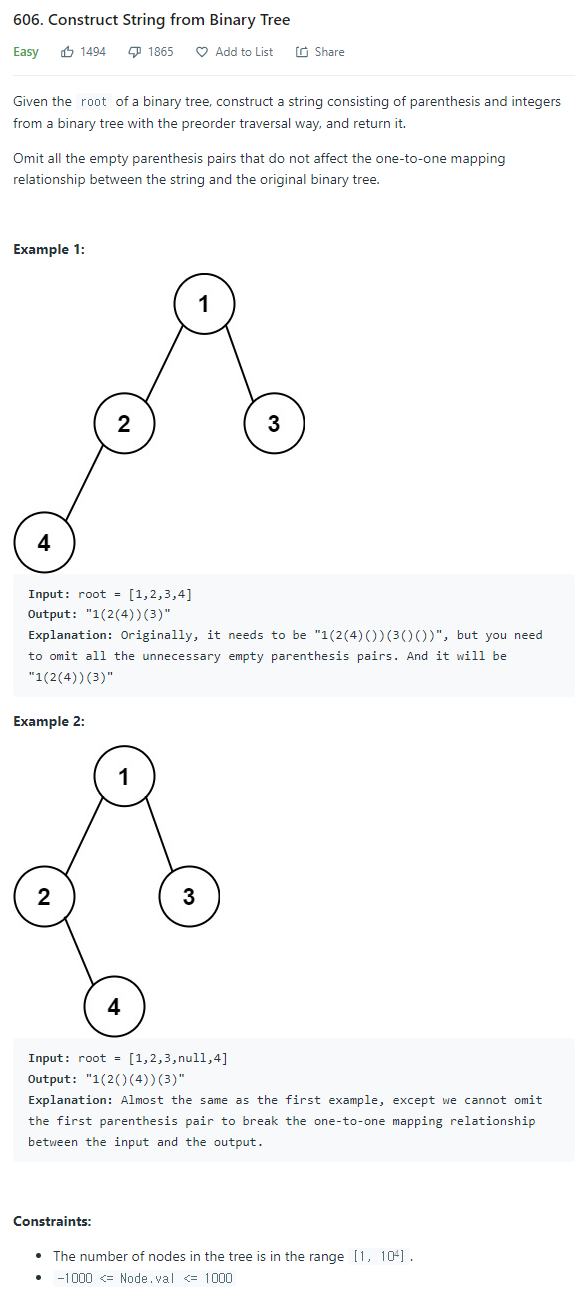 606. Construct String from Binary Tree
Easy 1494 1865 Add to List Share
Given the root of a binary tree, construct a string consisting of parenthesis and integers
from a binary tree with the preorder traversal way, and return it.
Omit all the empty parenthesis pairs that do not affect the one-to-one mapping
relationship between the string and the original binary tree.
Example 1:
1
2 3
4
Input: root = [1,2,3,4]
Output: "1(2(4))(3)"
Explanation: Originally, it needs to be "1(2(4)())(3()())", but you need
to omit all the unnecessary empty parenthesis pairs. And it will be
"1(2(4))(3)"
Example 2:
1
2 3
4
Input: root = [1,2,3,null,4]
Output: "1(2()(4))(3)"
Explanation: Almost the same as the first example, except we cannot omit
the first parenthesis pair to break the one-to-one mapping relationship
between the input and the output.
Constraints:
• The number of nodes in the tree is in the range [1, 10⁴] .
• -1000 <= Node.val <= 1000